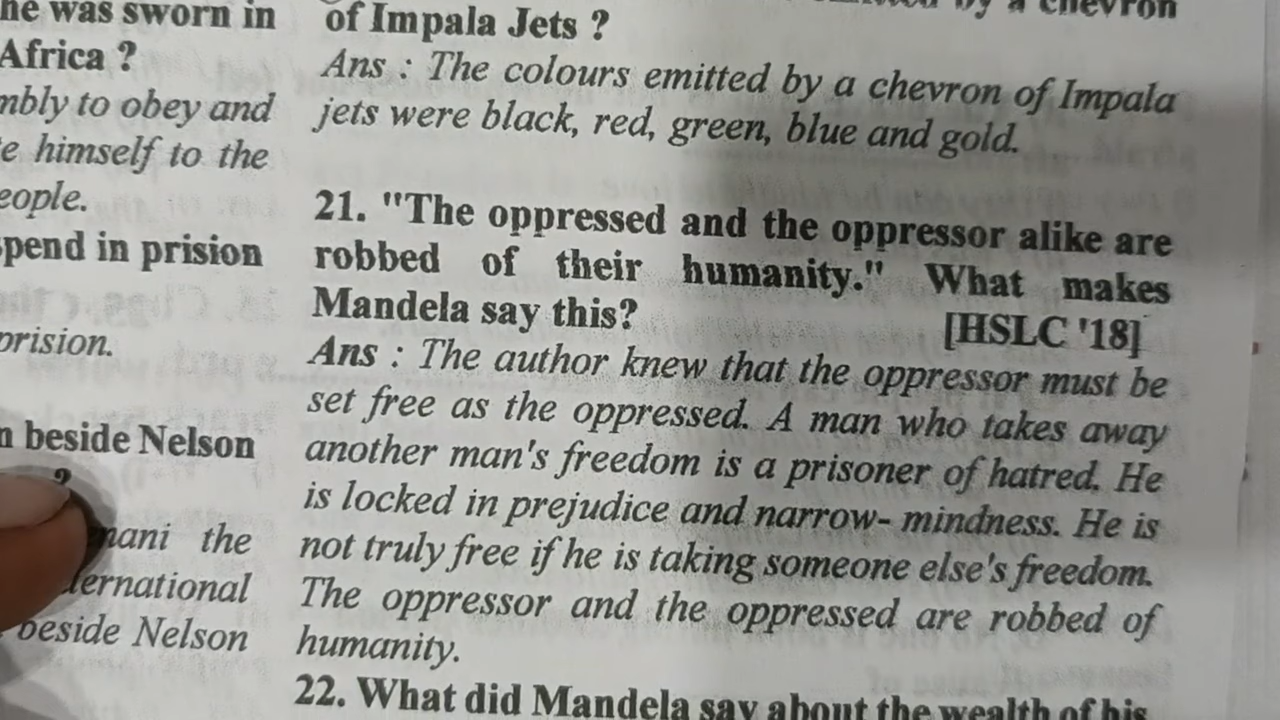 he was sworn in
Africa ?
mbly to obey and
e himself to the
eople.
pend in prision
prision.
n beside Nelson
?
mani the
ternational
beside Nelson
by a chevron
of Impala Jets ?
Ans : The colours emitted by a chevron of Impala
jets were black, red, green, blue and gold.
21. "The oppressed and the oppressor alike are
robbed of their humanity." What makes
Mandela say this? [HSLC '18]
Ans : The author knew that the oppressor must be
set free as the oppressed. A man who takes away
another man's freedom is a prisoner of hatred. He
is locked in prejudice and narrow- mindness. He is
not truly free if he is taking someone else's freedom.
The oppressor and the oppressed are robbed of
humanity.
22. What did Mandela say about the wealth of his